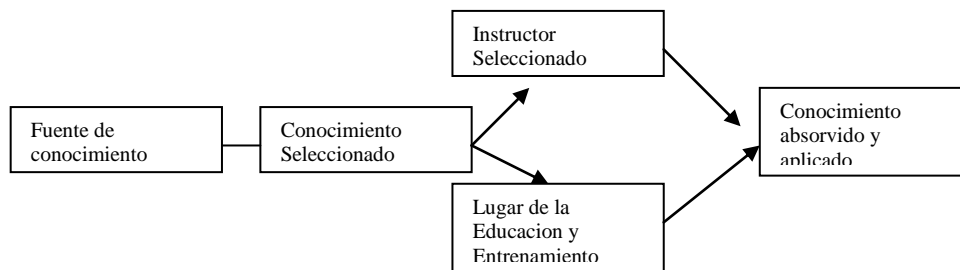 Instructor
Seleccionado
Fuente de
conocimiento
Conocimiento
Seleccionado
Conocimiento
absorvido y
aplicado
Lugar de la
Educacion y
Entrenamiento